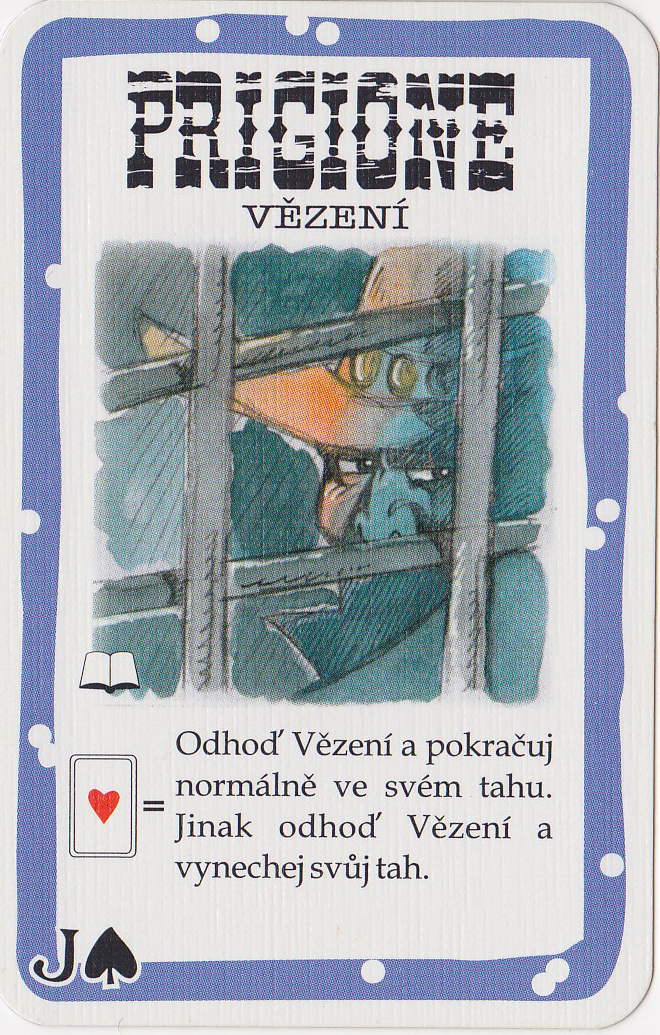 PRIGIONE
VĚZENÍ
Odhoď Vězení a pokračuj
= normálně ve svém tahu.
Jinak odhoď Vězení a
vynechej svůj tah.
J